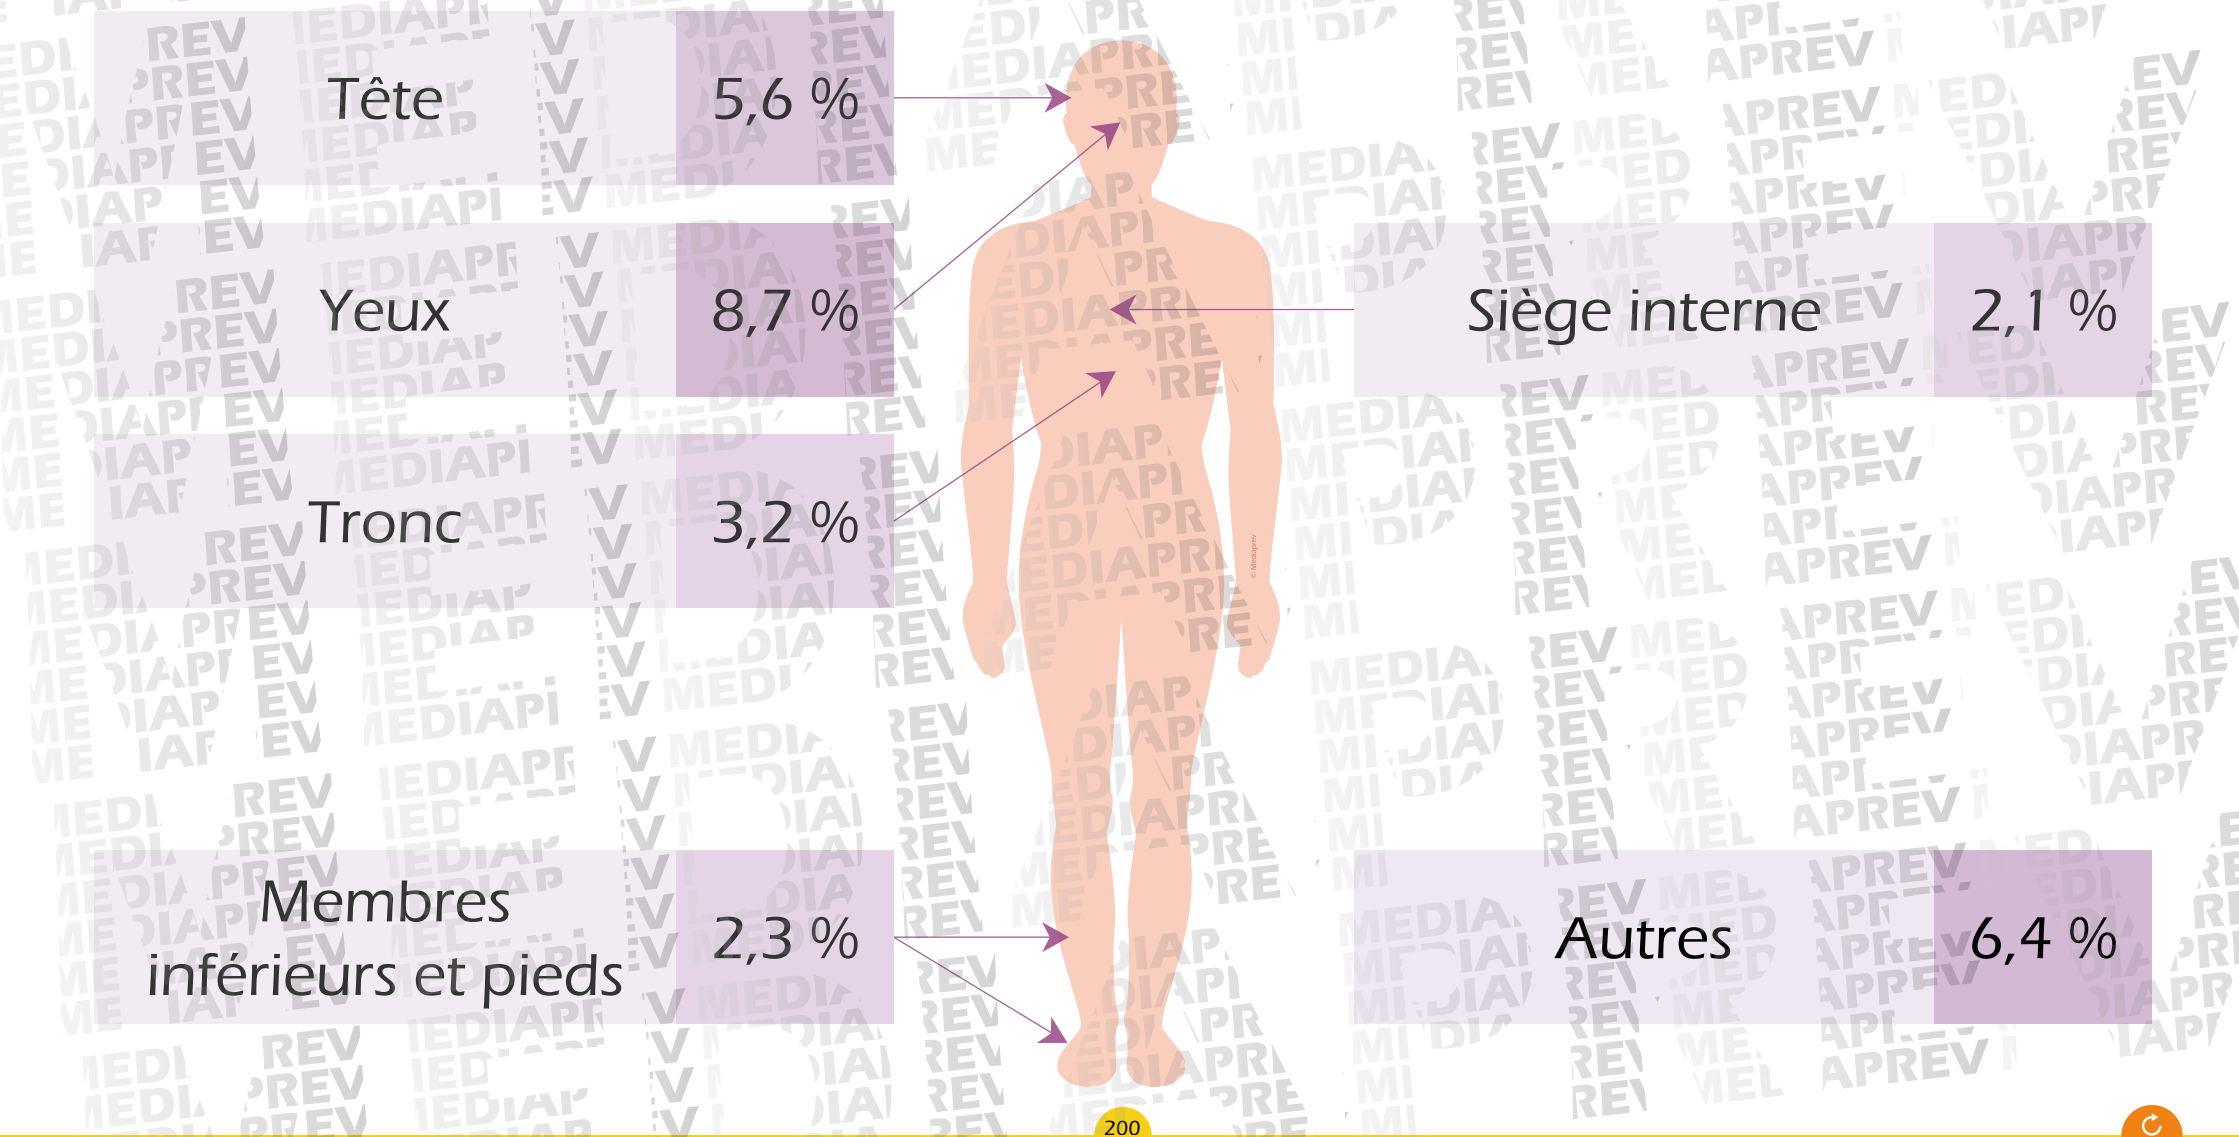 Tête
5,6 %
Yeux
8,7 %
Siège interne
2,1 %
Tronc
3,2 %
© Mediaprev
Membres
inférieurs et pieds
2,3 %
Autres
6,4 %
200